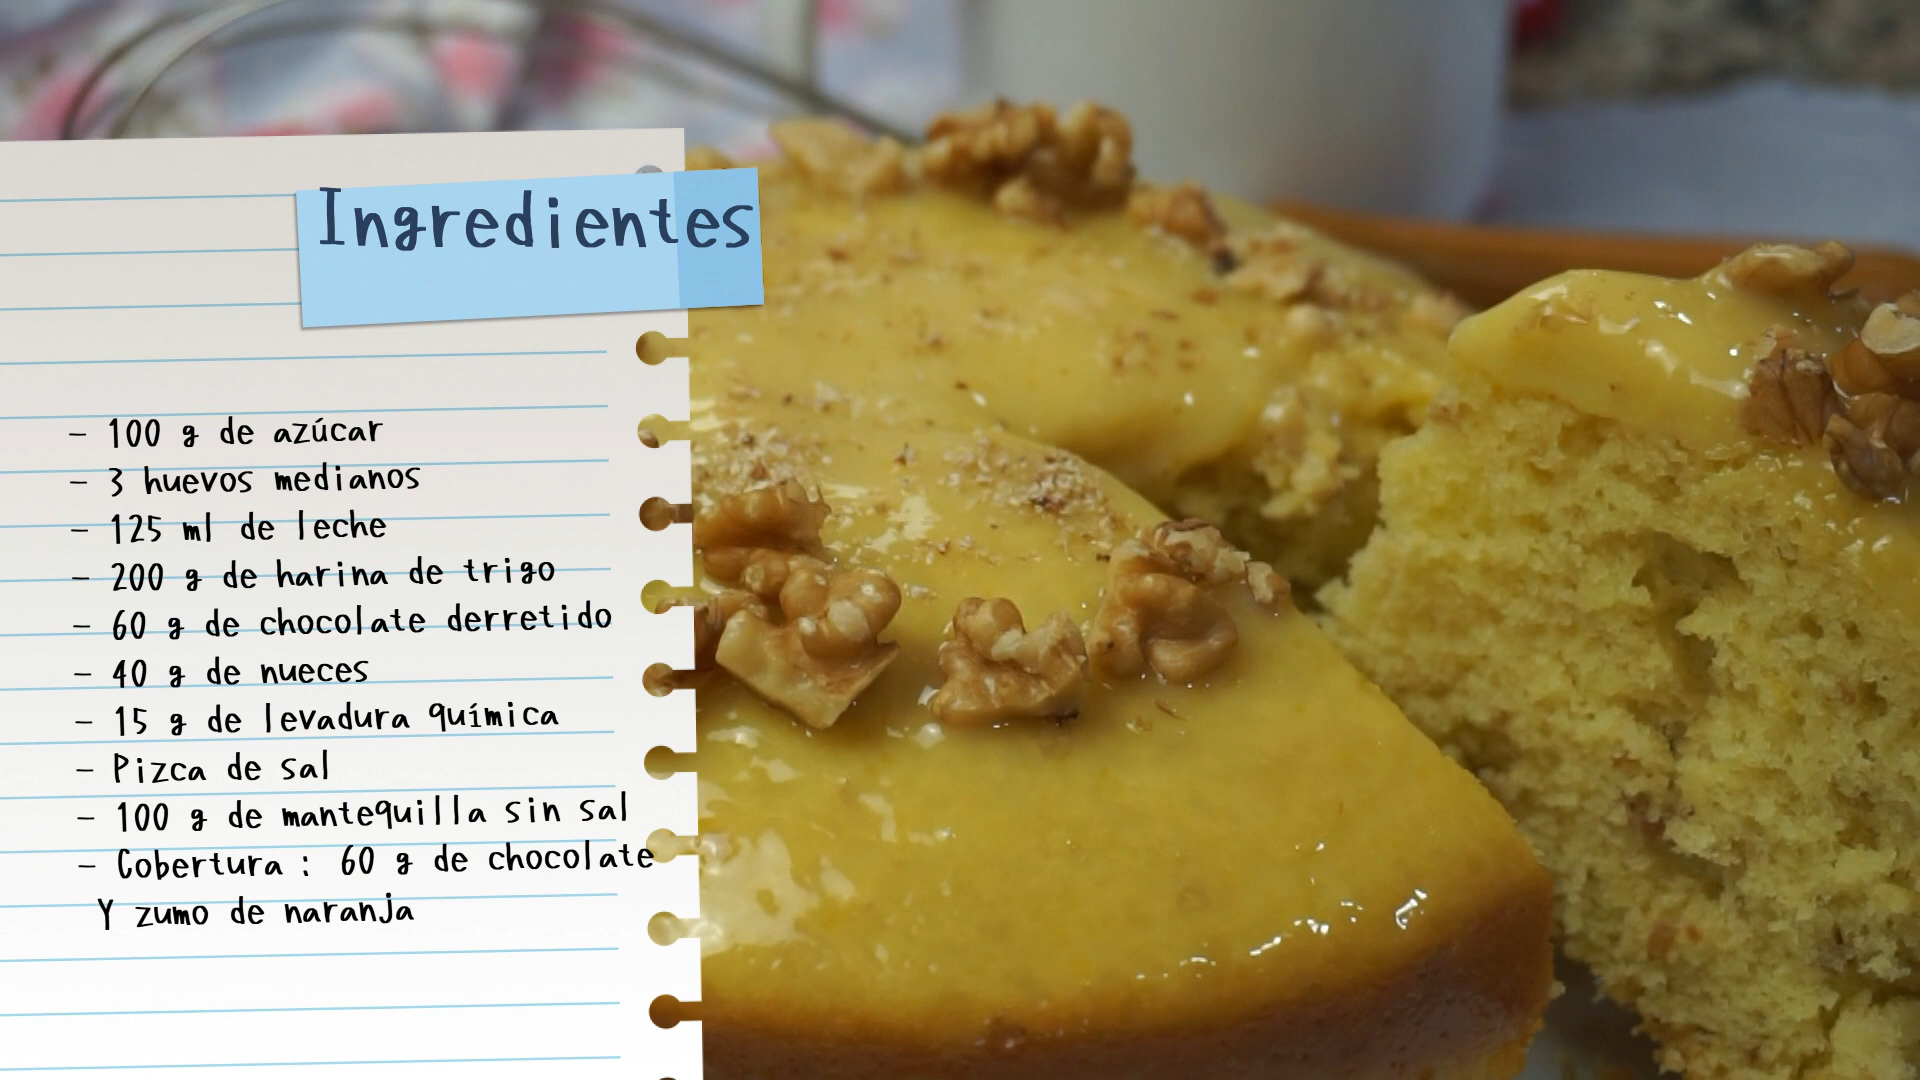 Ingredientes
- 100 g de azúcar
- 3 huevos medianos
- 125 ml de leche
- 200 g de harina de trigo
- 60 g de chocolate derretido
- 40 g de nueces
- 15 g de levadura química
- Pizca de sal
- 100 g de mantequilla sin sal
- Cobertura : 60 g de chocolate
Y zumo de naranja